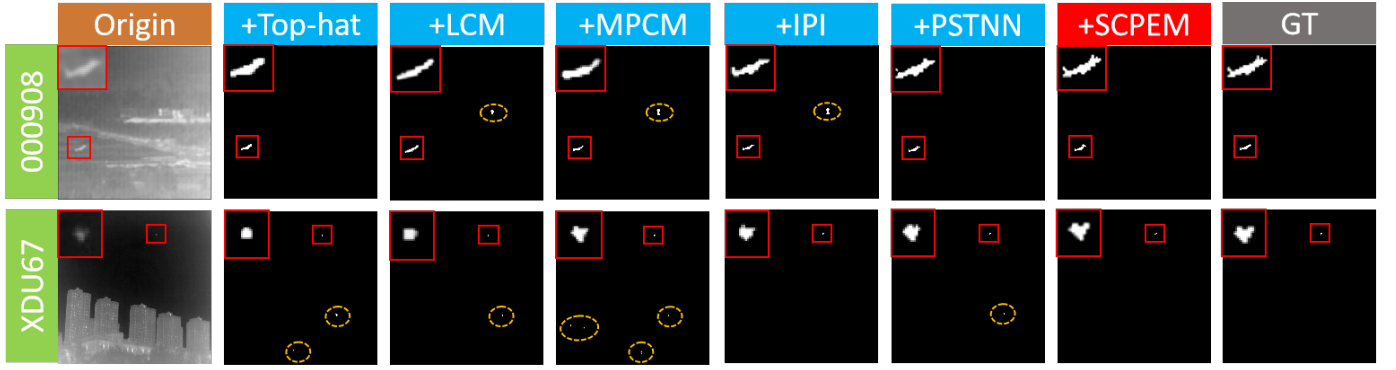 Origin
+Top-hat
+LCM
+MPCM
+IPI
+PSTNN
+SCPEM
GT
000908
XDU67